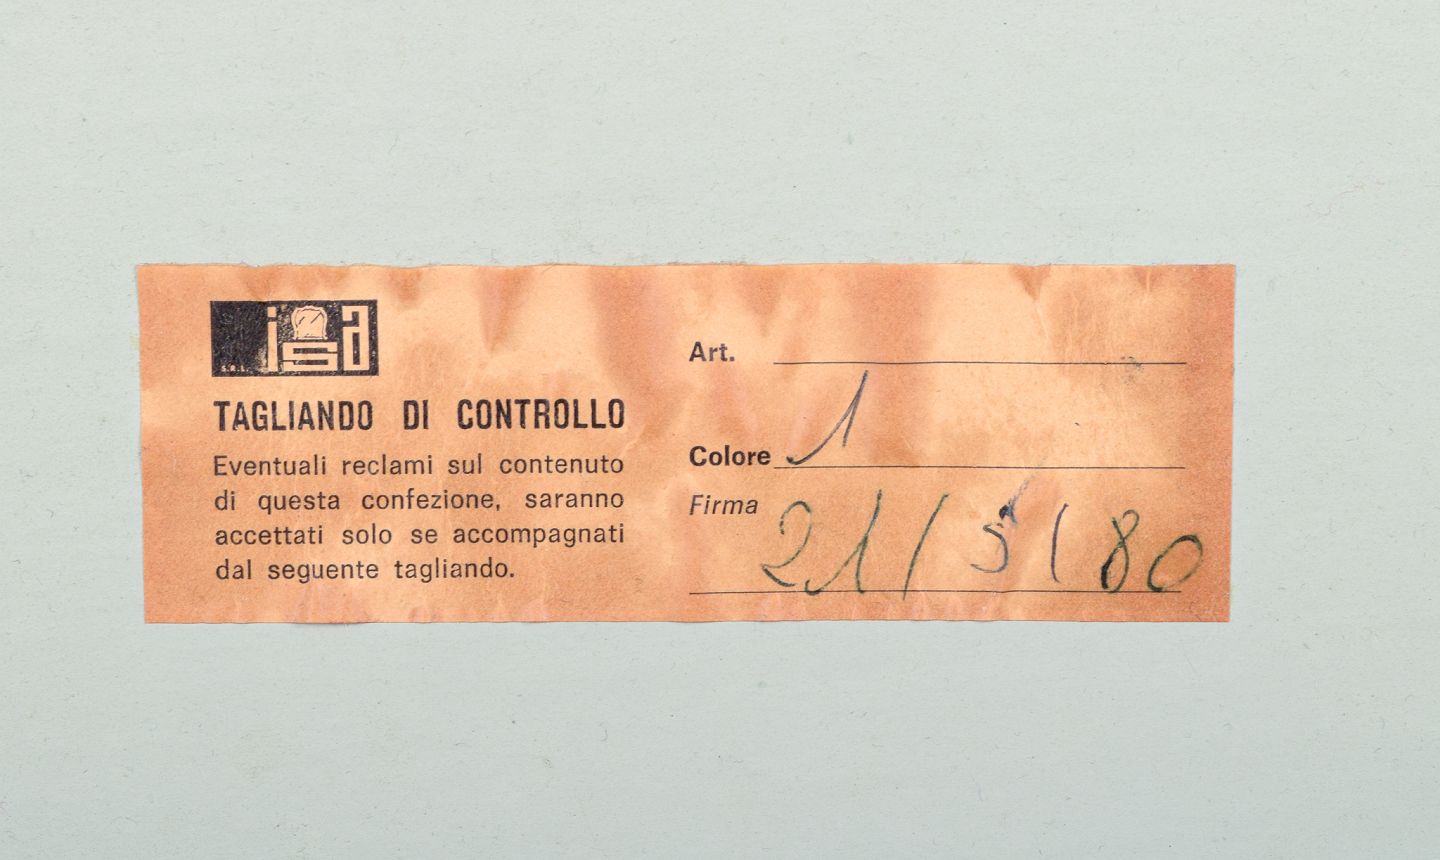 isa
S.R.L.
TAGLIANDO DI CONTROLLO
Eventuali reclami sul contenuto
di questa confezione, saranno
accettati solo se accompagnati
dal seguente tagliando.
Art.
Colore 1
Firma
21/5/80